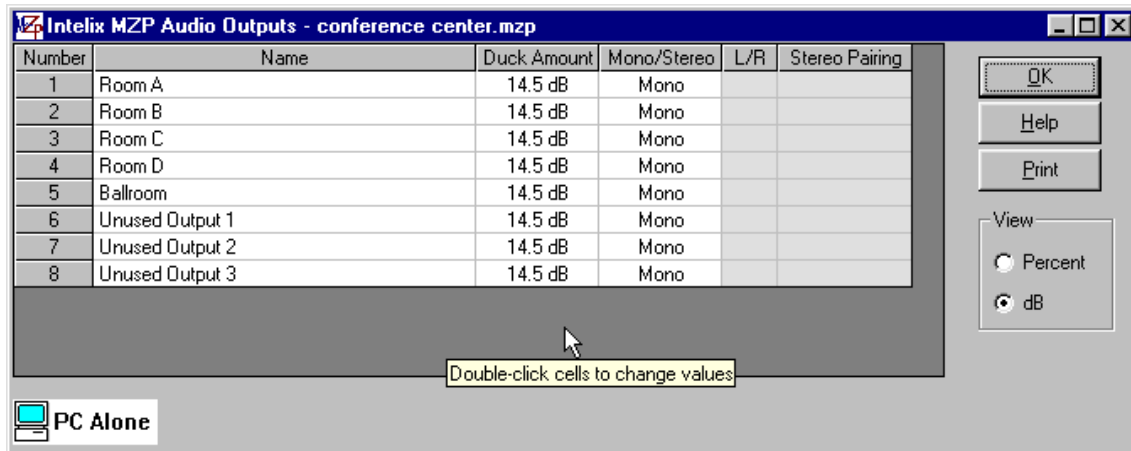 Intelix MZP Audio Outputs - conference center.mzp
Number Name Duck Amount Mono/Stereo L/R Stereo Pairing
1 Room A 14.5 dB Mono
2 Room B 14.5 dB Mono
3 Room C 14.5 dB Mono
4 Room D 14.5 dB Mono
5 Ballroom 14.5 dB Mono
6 Unused Output 1 14.5 dB Mono
7 Unused Output 2 14.5 dB Mono
8 Unused Output 3 14.5 dB Mono
OK
Help
Print
View
Percent
dB
Double-click cells to change values
PC Alone